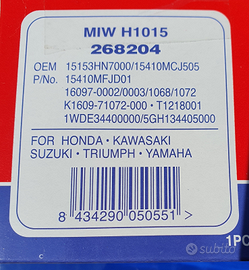 MIW H1015
268204
OEM 15153HN7000/15410MCJ505
P/No. 15410MFJD01
16097-0002/0003/1068/1072
K1609-71072-000 • T1218001
1WDE34400000/5GH134405000
FOR HONDA • KAWASAKI
SUZUKI • TRIUMPH • YAMAHA
8 434290 050551 >
1PC
subito